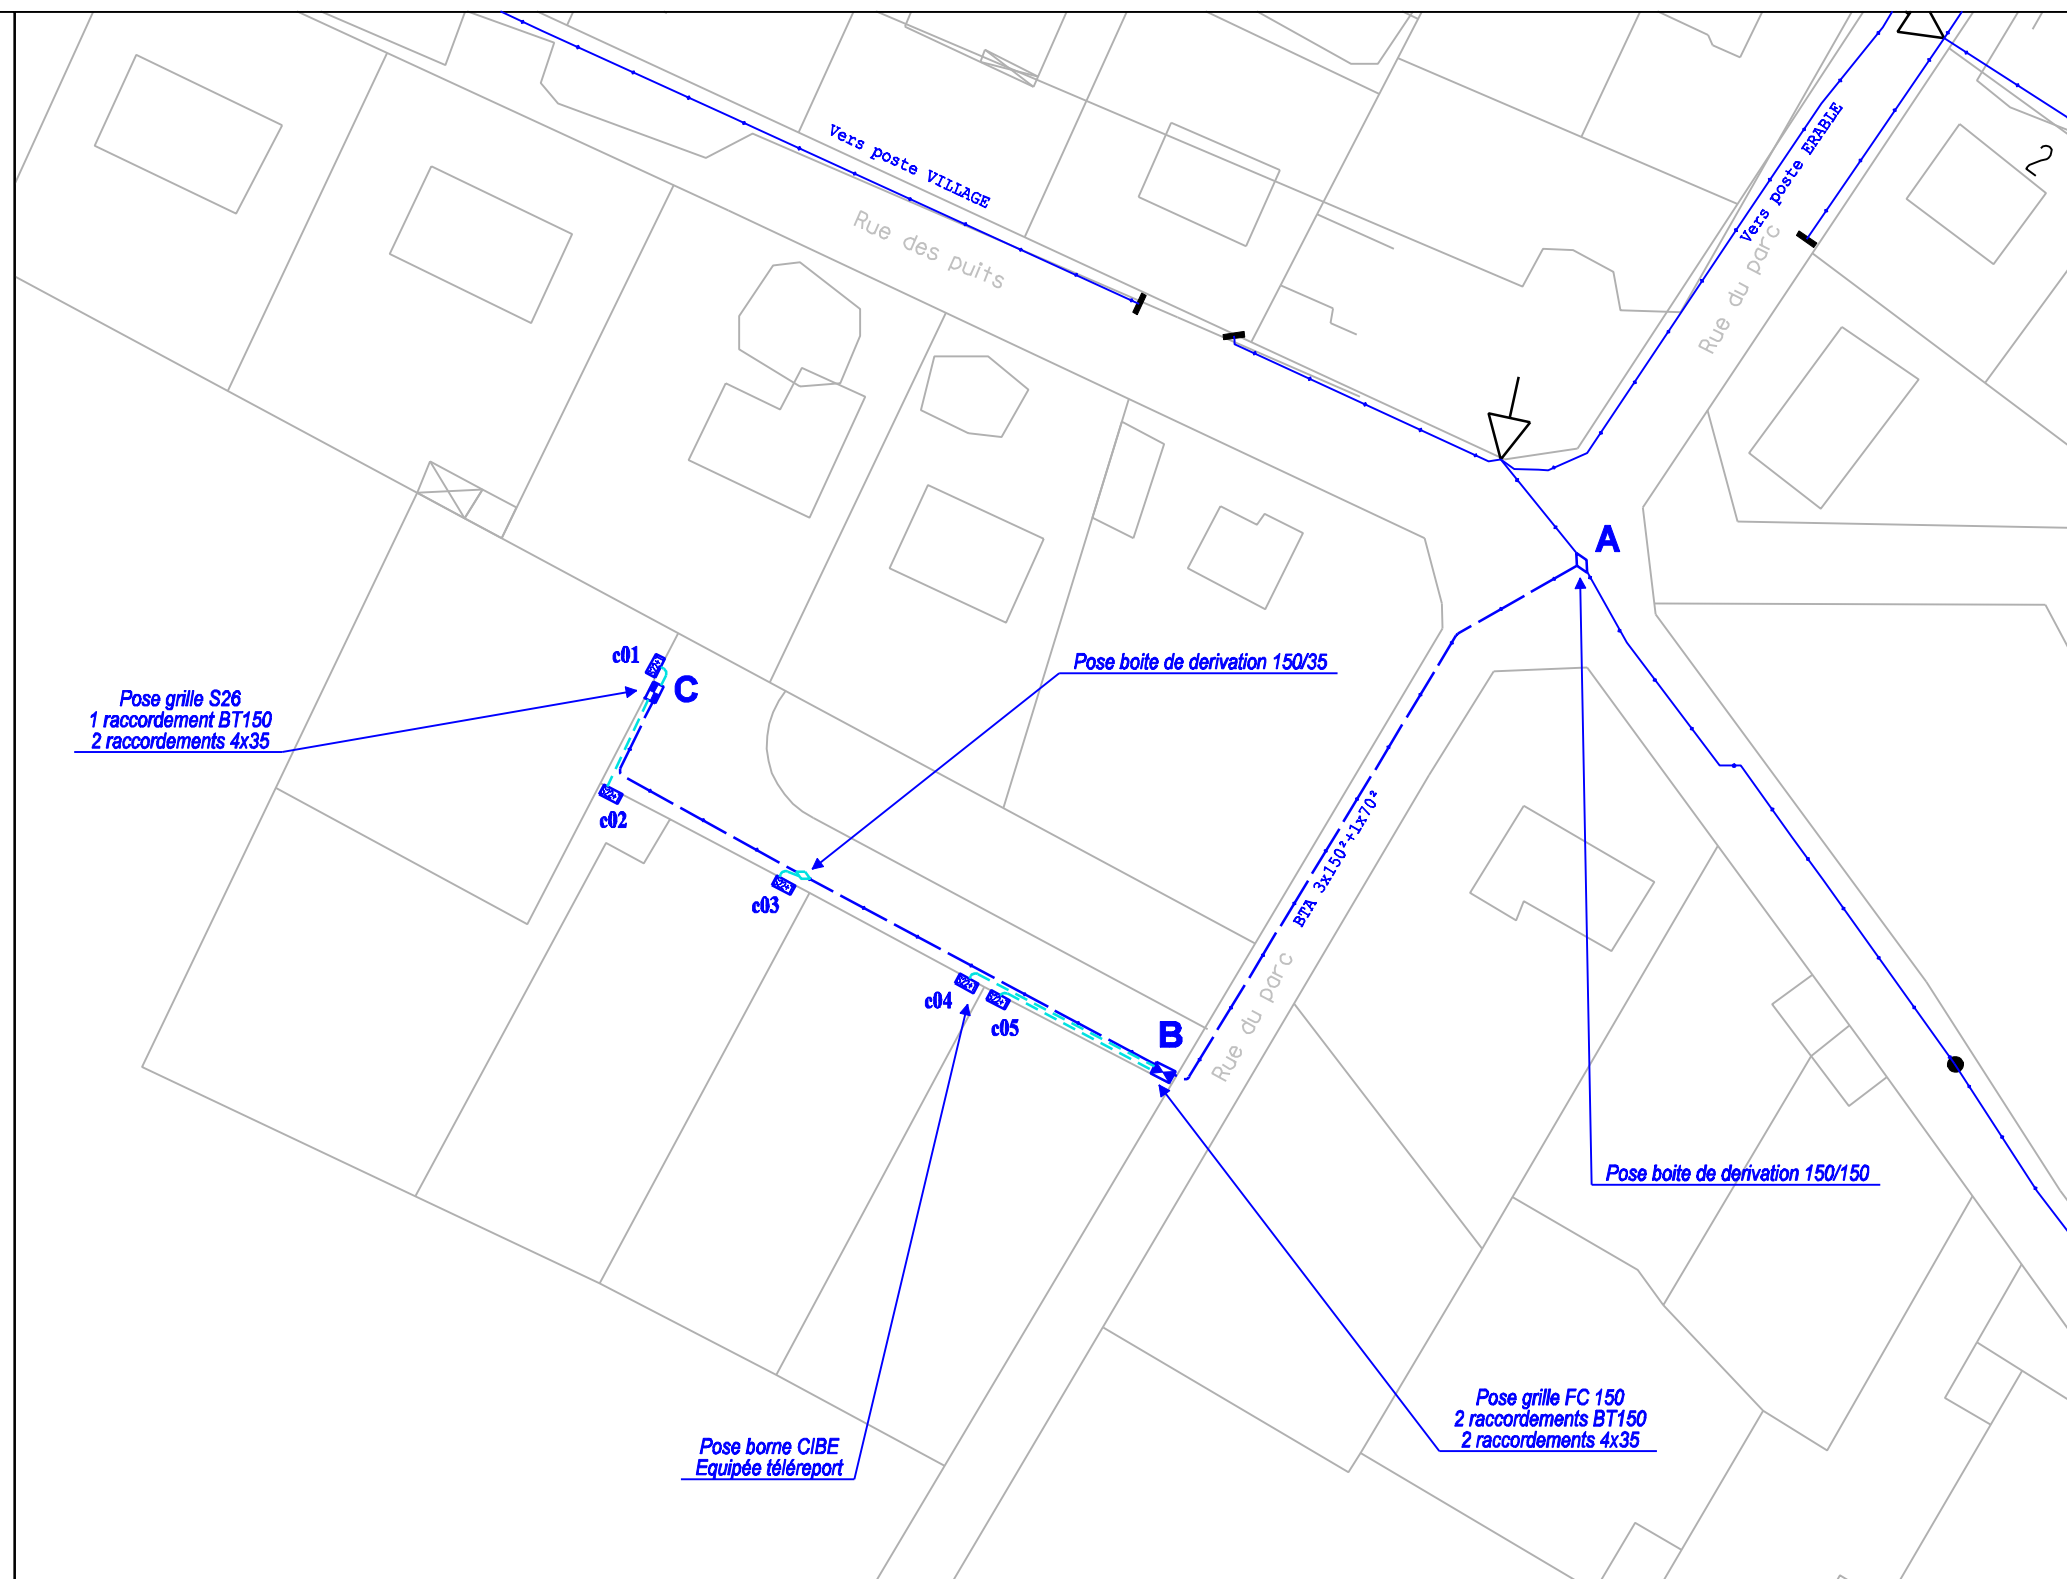 Vers poste VILLAGE
Rue des puits
Vers poste ERABLE
Rue du parc
2
A
Pose boite de derivation 150/35
c01
C
Pose grille S26
1 raccordement BT150
2 raccordements 4x35
c02
c03
BTA 3x150²+1x70²
Rue du parc
c04
c05
B
Pose boite de derivation 150/150
Pose grille FC 150
2 raccordements BT150
2 raccordements 4x35
Pose borne CIBE
Equipée téléreport